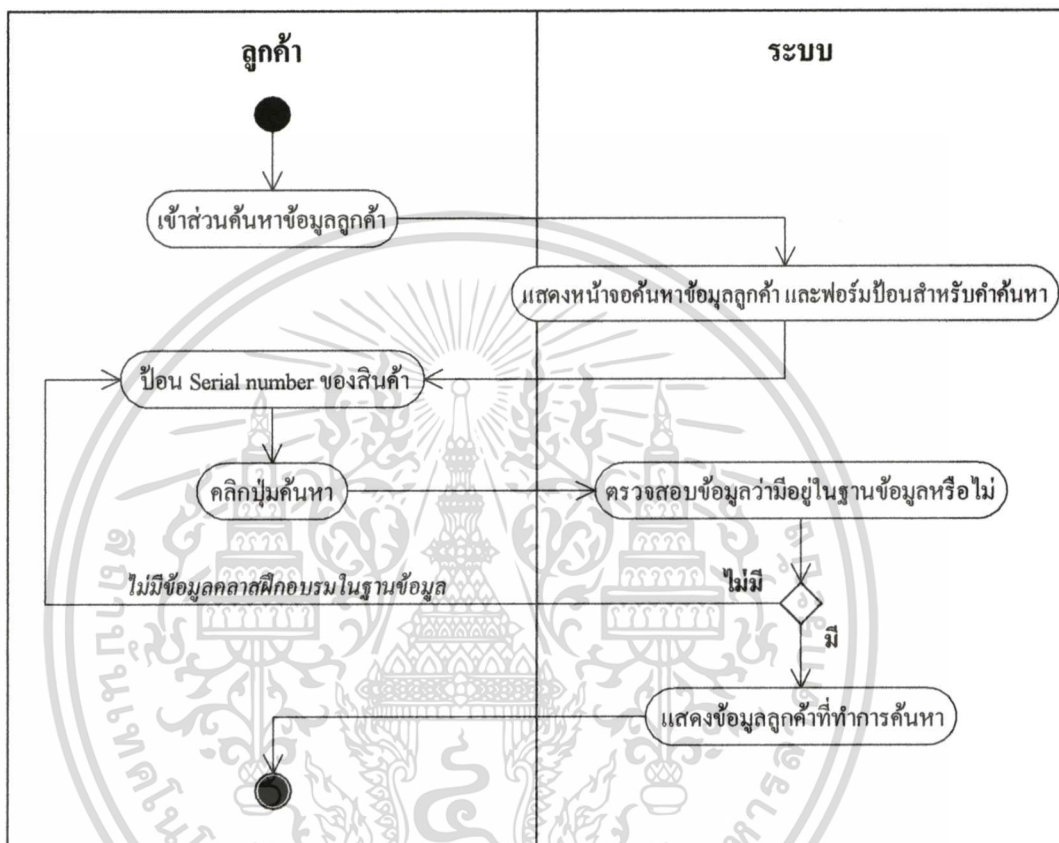 ลูกค้า
ระบบ
เข้าส่วนค้นหาข้อมูลลูกค้า
แสดงหน้าจอค้นหาข้อมุลลูกค้า และฟอร์มป้อนสำหรับคำค้นหา
ป้อน Serial number ของสินค้า
คลิกปุ่มค้นหา
ตรวจสอบข้อมูลว่ามีอยู่ในฐานข้อมูลหรือไม่
ไม่มีข้อมูลคลาสฝึกอบรมในฐานข้อมูล
ไม่มี
มี
แสดงข้อมูลลูกค้าที่ทำการค้นหา